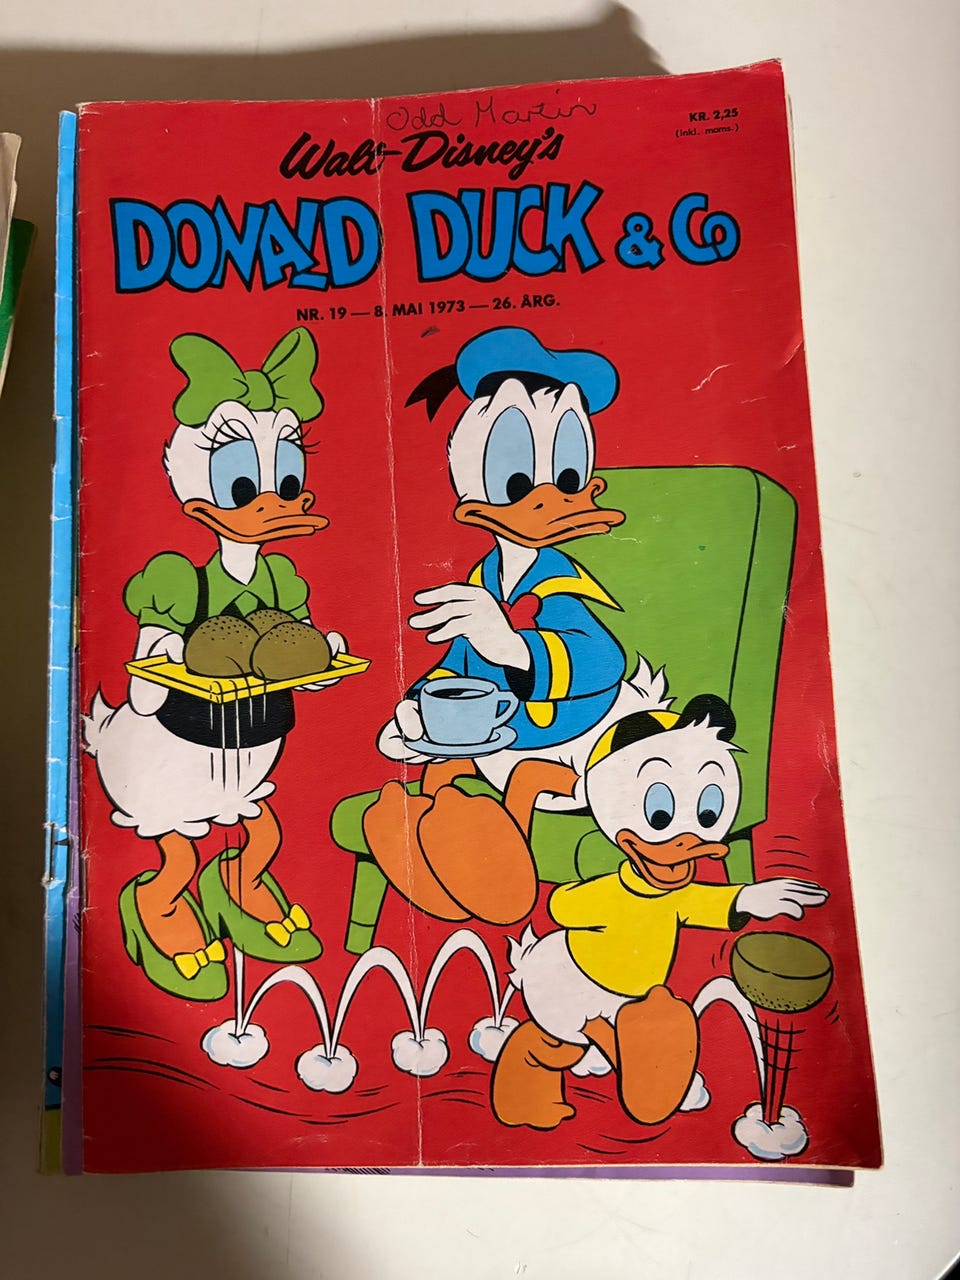 Odd Martin
KR. 2,25
(inkl. moms.)
Walt Disney's
DONALD DUCK & Co
NR. 19 — 8. MAI 1973 — 26. ÅRG.